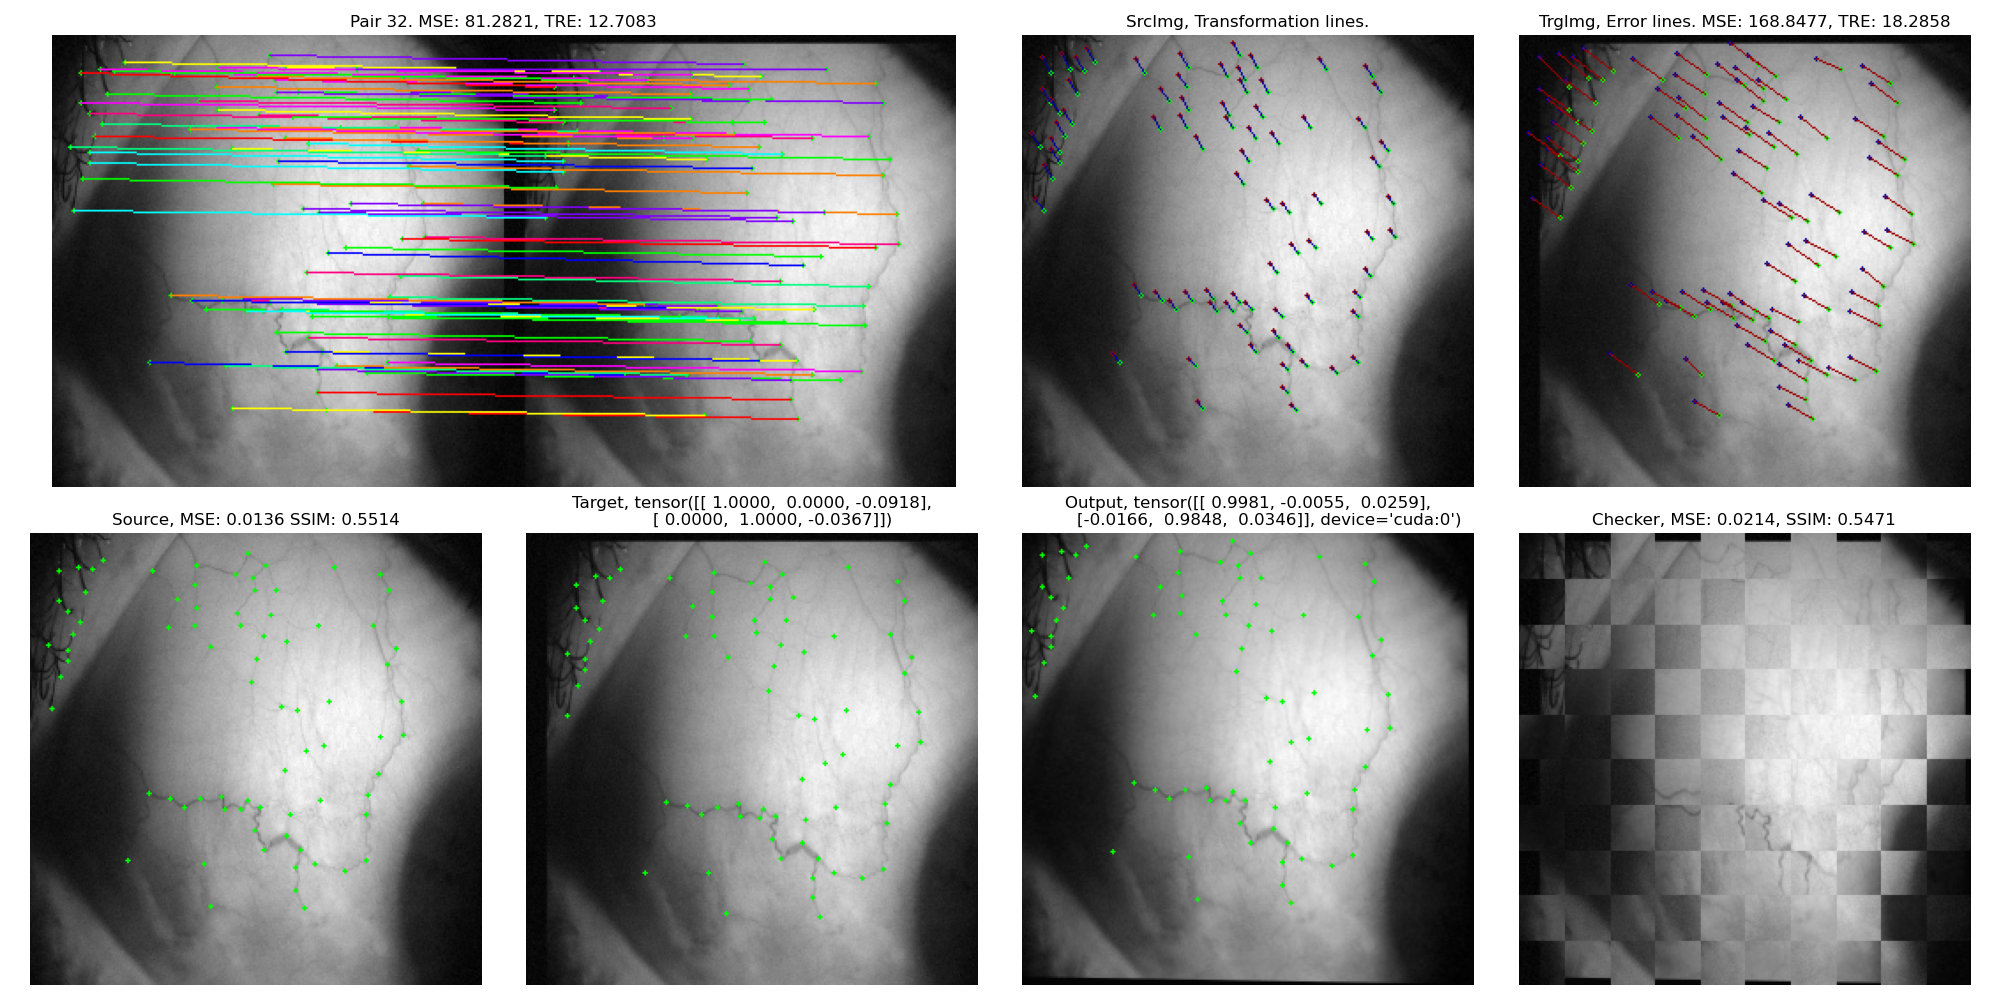 Pair 32. MSE: 81.2821, TRE: 12.7083
SrcImg, Transformation lines.
TrgImg, Error lines. MSE: 168.8477, TRE: 18.2858
Source, MSE: 0.0136 SSIM: 0.5514
Target, tensor([[ 1.0000, 0.0000, -0.0918],
[ 0.0000, 1.0000, -0.0367]])
Output, tensor([[ 0.9981, -0.0055, 0.0259],
[-0.0166, 0.9848, 0.0346]], device='cuda:0')
Checker, MSE: 0.0214, SSIM: 0.5471